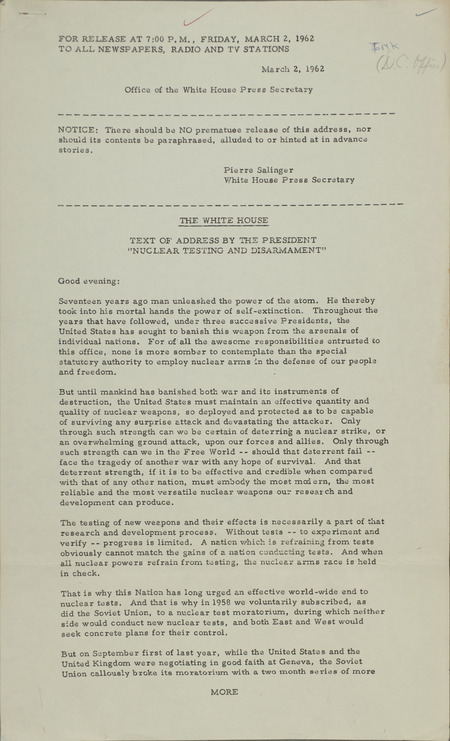 FOR RELEASE AT 7:00 P.M., FRIDAY, MARCH 2, 1962
TO ALL NEWSPAPERS, RADIO AND TV STATIONS
(D.C. Office)
March 2, 1962
Office of the White House Press Secretary
NOTICE: There should be NO prematuee release of this address, nor
should its contents be paraphrased, alluded to or hinted at in advance
stories.
Pierre Salinger
White House Press Secretary
THE WHITE HOUSE
TEXT OF ADDRESS BY THE PRESIDENT
"NUCLEAR TESTING AND DISARMAMENT"
Good evening:
Seventeen years ago man unleashed the power of the atom. He thereby
took into his mortal hands the power of self-extinction. Throughout the
years that have followed, under three successive Presidents, the
United States has sought to banish this weapon from the arsenals of
individual nations. For of all the awesome responsibilities entrusted to
this office, none is more somber to contemplate than the special
statutory authority to employ nuclear arms in the defense of our people
and freedom.
But until mankind has banished both war and its instruments of
destruction, the United States must maintain an effective quantity and
quality of nuclear weapons, so deployed and protected as to be capable
of surviving any surprise attack and devastating the attacker. Only
through such strength can we be certain of deterring a nuclear strike, or
an overwhelming ground attack, upon our forces and allies. Only through
such strength can we in the Free World -- should that deterrent fail --
face the tragedy of another war with any hope of survival. And that
deterrent strength, if it is to be effective and credible when compared
with that of any other nation, must embody the most modern, the most
reliable and the most versatile nuclear weapons our research and
development can produce.
The testing of new weapons and their effects is necessarily a part of that
research and development process. Without tests -- to experiment and
verify -- progress is limited. A nation which is refraining from tests
obviously cannot match the gains of a nation conducting tests. And when
all nuclear powers refrain from testing, the nuclear arms race is held
in check.
That is why this Nation has long urged an effective world-wide end to
nuclear tests. And that is why in 1958 we voluntarily subscribed, as
did the Soviet Union, to a nuclear test moratorium, during which neither
side would conduct new nuclear tests, and both East and West would
seek concrete plans for their control.
But on September first of last year, while the United States and the
United Kingdom were negotiating in good faith at Geneva, the Soviet
Union callously broke its moratorium with a two month series of more
MORE